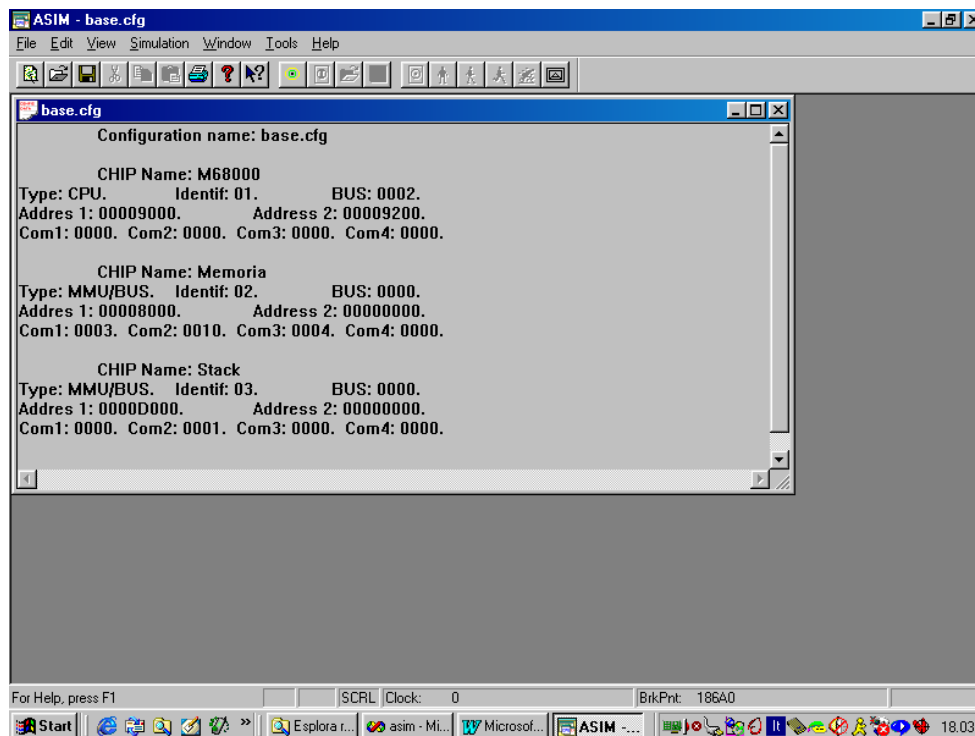 ASIM - base.cfg
File Edit View Simulation Window Tools Help
base.cfg
Configuration name: base.cfg
CHIP Name: M68000
Type: CPU. Identif: 01. BUS: 0002.
Addres 1: 00009000. Address 2: 00009200.
Com1: 0000. Com2: 0000. Com3: 0000. Com4: 0000.
CHIP Name: Memoria
Type: MMU/BUS. Identif: 02. BUS: 0000.
Addres 1: 00008000. Address 2: 00000000.
Com1: 0003. Com2: 0010. Com3: 0004. Com4: 0000.
CHIP Name: Stack
Type: MMU/BUS. Identif: 03. BUS: 0000.
Addres 1: 0000D000. Address 2: 00000000.
Com1: 0000. Com2: 0001. Com3: 0000. Com4: 0000.
For Help, press F1 SCRL Clock: 0 BrkPnt: 186A0
Start » Esplora r... asim - Mi... Microsof... ASIM -... It 18.03